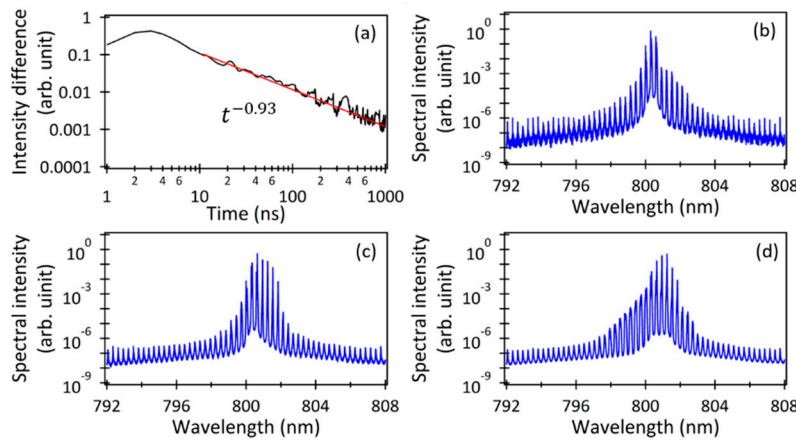 (a)
Intensity difference
(arb. unit)
1
0.1
0.01
0.001
0.0001
t^{-0.93}
1
2
4
6
10
2
4
6
100
2
4
6
1000
Time (ns)
(b)
Spectral intensity
(arb. uinit)
10^0
10^-3
10^-6
10^-9
792
796
800
804
808
Wavelength (nm)
(c)
Spectral intensity
(arb. uinit)
10^0
10^-3
10^-6
10^-9
792
796
800
804
808
Wavelength (nm)
(d)
Spectral intensity
(arb. uinit)
10^0
10^-3
10^-6
10^-9
792
796
800
804
808
Wavelength (nm)